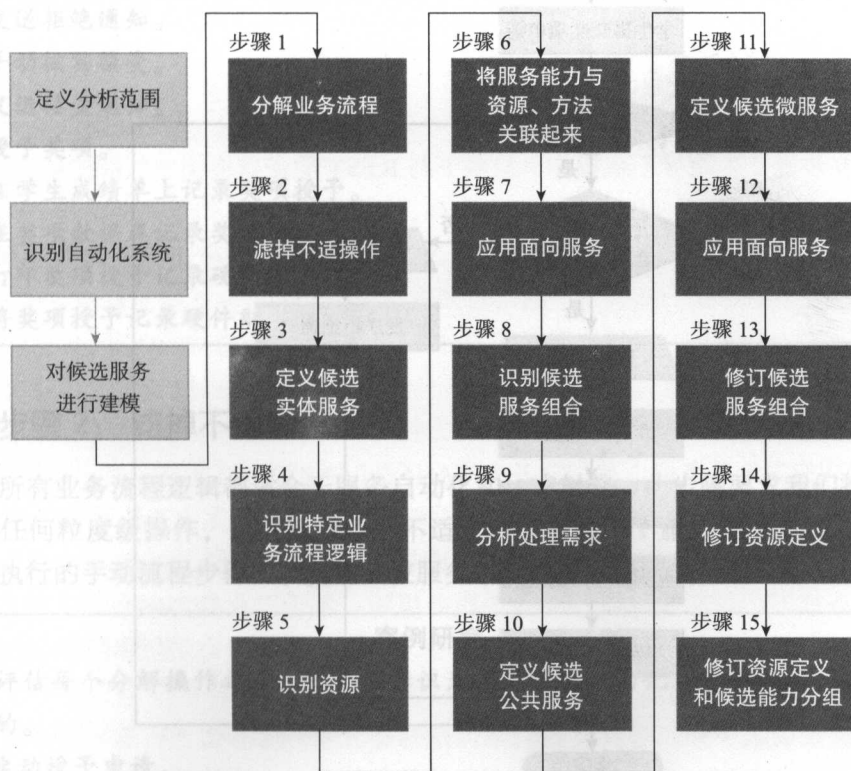 定义分析范围
识别自动化系统
对候选服务
进行建模
步骤 1
分解业务流程
步骤 2
滤掉不适操作
步骤 3
定义候选
实体服务
步骤 4
识别特定业
务流程逻辑
步骤 5
识别资源
步骤 6
将服务能力与
资源、方法
关联起来
步骤 7
应用面向服务
步骤 8
识别候选
服务组合
步骤 9
分析处理需求
步骤 10
定义候选
公共服务
步骤 11
定义候选微服务
步骤 12
应用面向服务
步骤 13
修订候选
服务组合
步骤 14
修订资源定义
步骤 15
修订资源定义
和候选能力分组